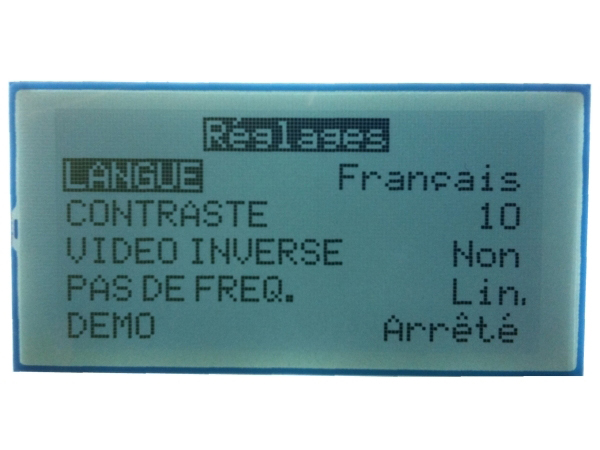 Réglages
LANGUE Français
CONTRASTE 10
VIDEO INVERSE Non
PAS DE FREQ. Lin.
DEMO Arrêté